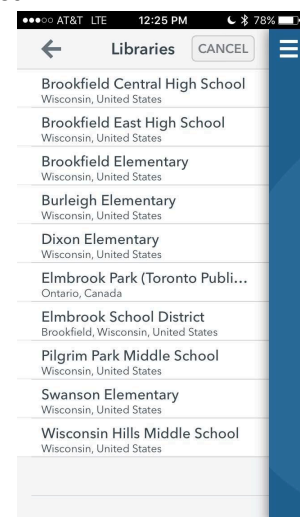 ●●●○○ AT&T LTE 12:25 PM 78%
Libraries CANCEL
Brookfield Central High School
Wisconsin, United States
Brookfield East High School
Wisconsin, United States
Brookfield Elementary
Wisconsin, United States
Burleigh Elementary
Wisconsin, United States
Dixon Elementary
Wisconsin, United States
Elmbrook Park (Toronto Publi...
Ontario, Canada
Elmbrook School District
Brookfield, Wisconsin, United States
Pilgrim Park Middle School
Wisconsin, United States
Swanson Elementary
Wisconsin, United States
Wisconsin Hills Middle School
Wisconsin, United States